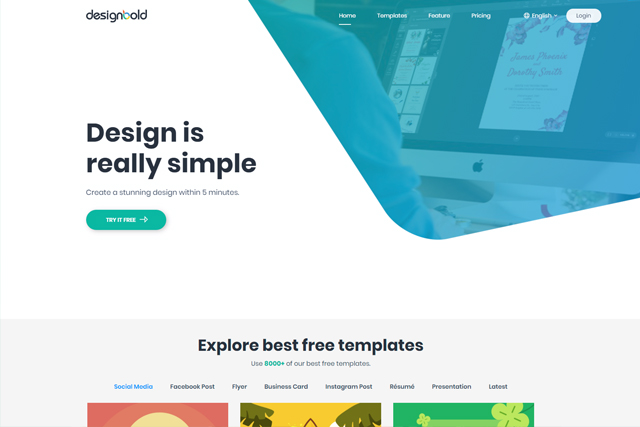 designbold
Home Templates Feature Pricing English Login
James Phoenix
and
Dorothy Smith
Design is
really simple
Create a stunning design within 5 minutes.
TRY IT FREE
Explore best free templates
Use 8000+ of our best free templates.
Social Media Facebook Post Flyer Business Card Instagram Post Résumé Presentation Latest